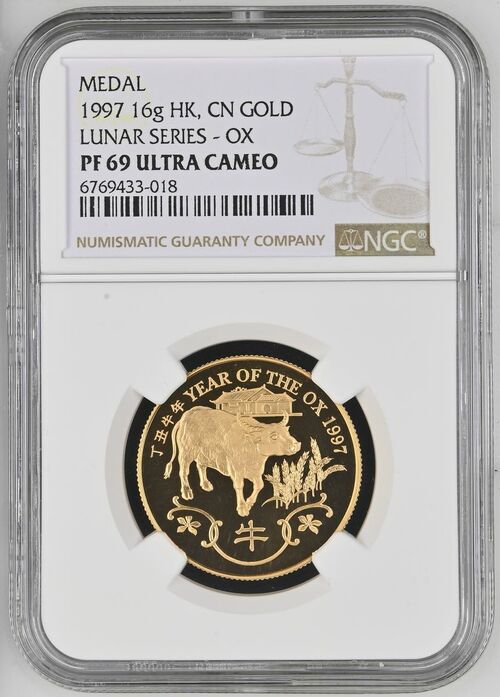 MEDAL
1997 16g HK, CN GOLD
LUNAR SERIES - OX
PF 69 ULTRA CAMEO
6769433-018
NUMISMATIC GUARANTY COMPANY
NGC®
丁丑牛年 YEAR OF THE OX 1997
牛